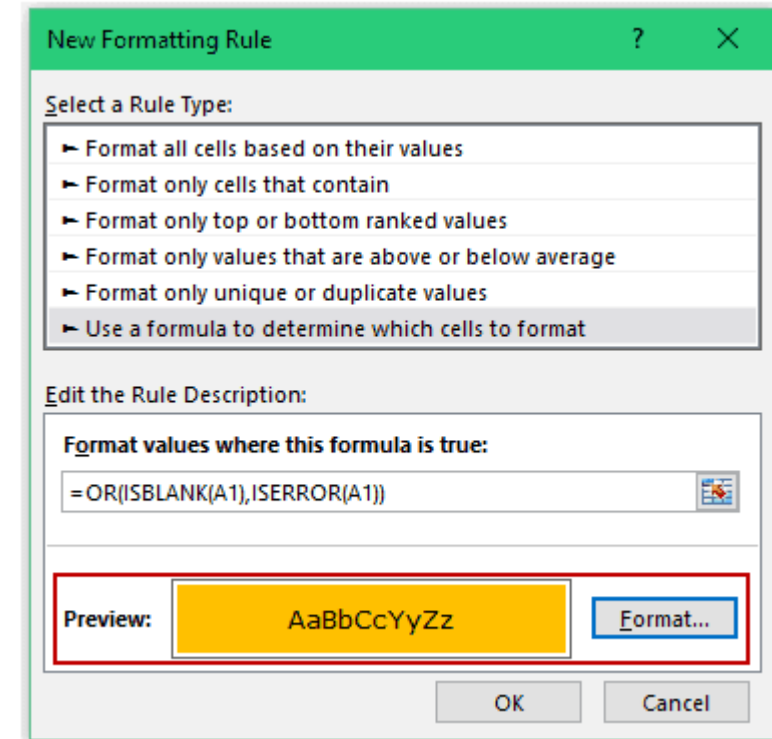 New Formatting Rule ? ×
Select a Rule Type:
► Format all cells based on their values
► Format only cells that contain
► Format only top or bottom ranked values
► Format only values that are above or below average
► Format only unique or duplicate values
► Use a formula to determine which cells to format
Edit the Rule Description:
Format values where this formula is true:
=OR(ISBLANK(A1),ISERROR(A1))
Preview: AaBbCcYyZz Format...
OK Cancel